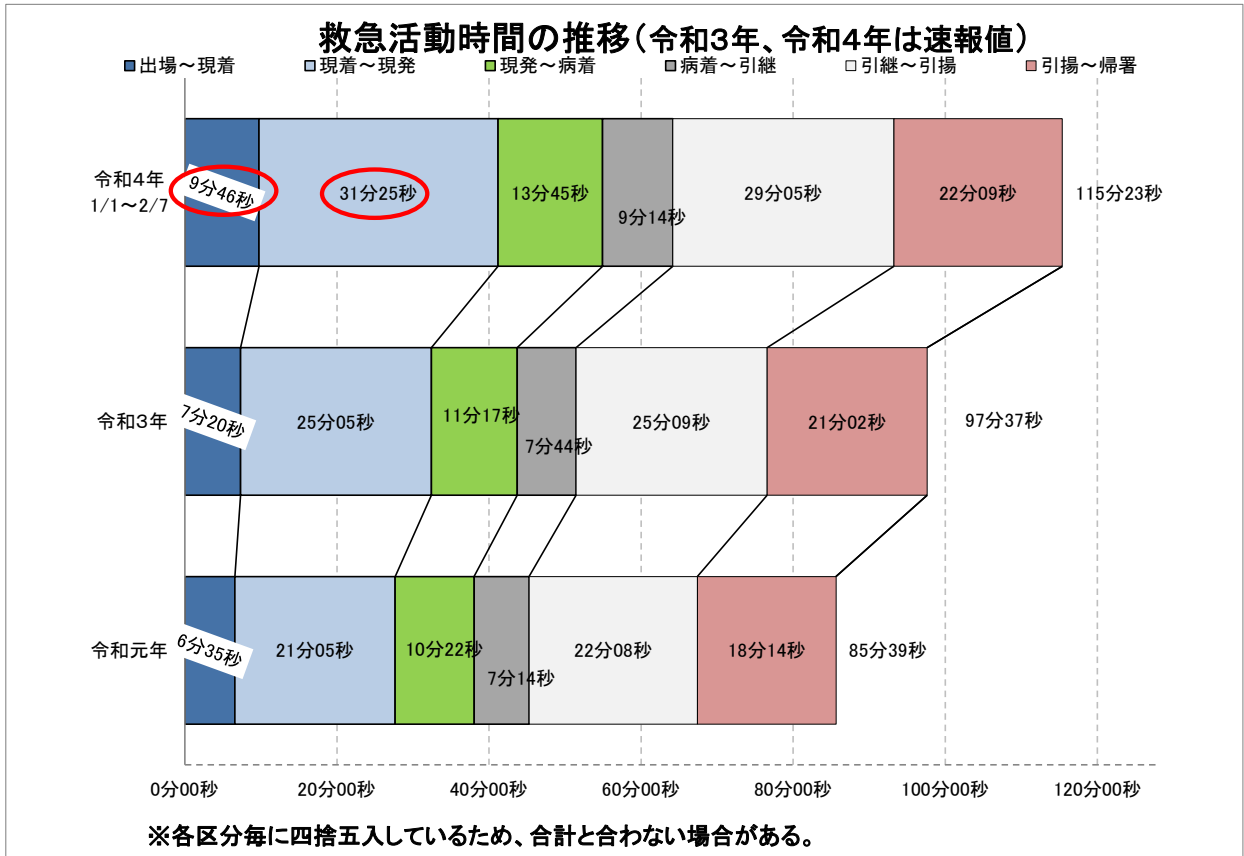 救急活動時間の推移(令和3年、令和4年は速報値)
出場～現着 現着～現発 現発～病着 病着～引継 引継～引揚 引揚～帰署
令和4年
1/1～2/7
9分46秒 31分25秒 13分45秒 9分14秒 29分05秒 22分09秒 115分23秒
令和3年 7分20秒 25分05秒 11分17秒 7分44秒 25分09秒 21分02秒 97分37秒
令和元年 6分35秒 21分05秒 10分22秒 7分14秒 22分08秒 18分14秒 85分39秒
0分00秒 20分00秒 40分00秒 60分00秒 80分00秒 100分00秒 120分00秒
※各区分毎に四捨五入しているため、合計と合わない場合がある。